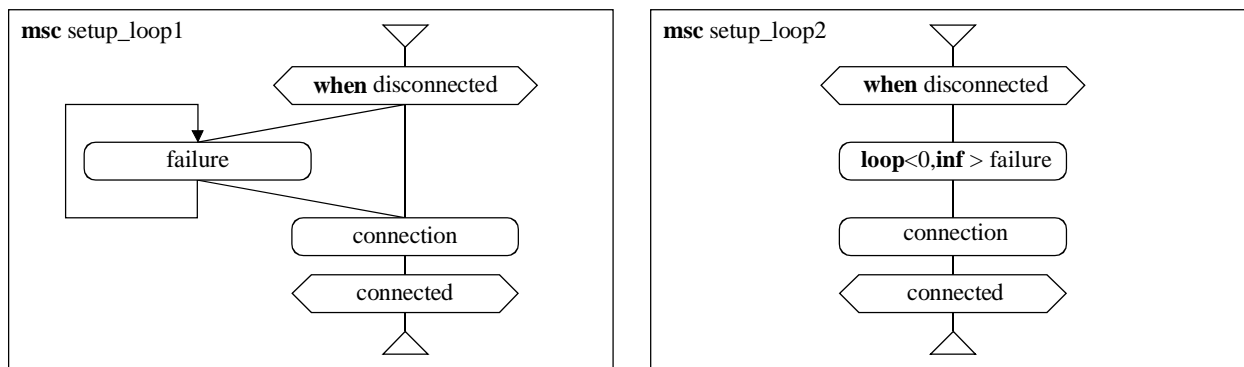 msc setup_loop1
when disconnected
failure
connection
connected
msc setup_loop2
when disconnected
loop<0,inf > failure
connection
connected